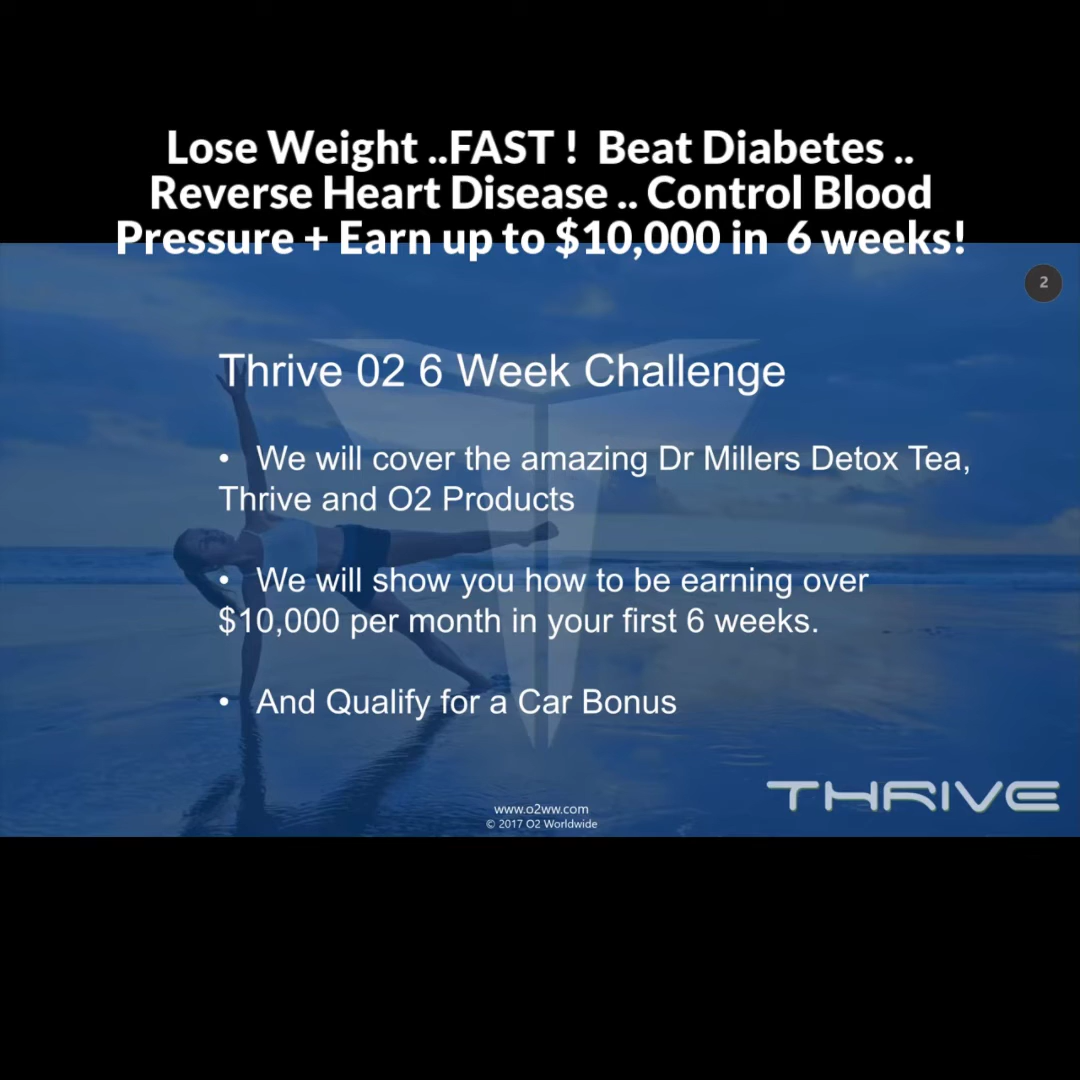 Lose Weight ..FAST ! Beat Diabetes ..
Reverse Heart Disease .. Control Blood
Pressure + Earn up to $10,000 in 6 weeks!
2
Thrive 02 6 Week Challenge
• We will cover the amazing Dr Millers Detox Tea,
Thrive and O2 Products
• We will show you how to be earning over
$10,000 per month in your first 6 weeks.
• And Qualify for a Car Bonus
THRIVE
www.o2ww.com
© 2017 O2 Worldwide